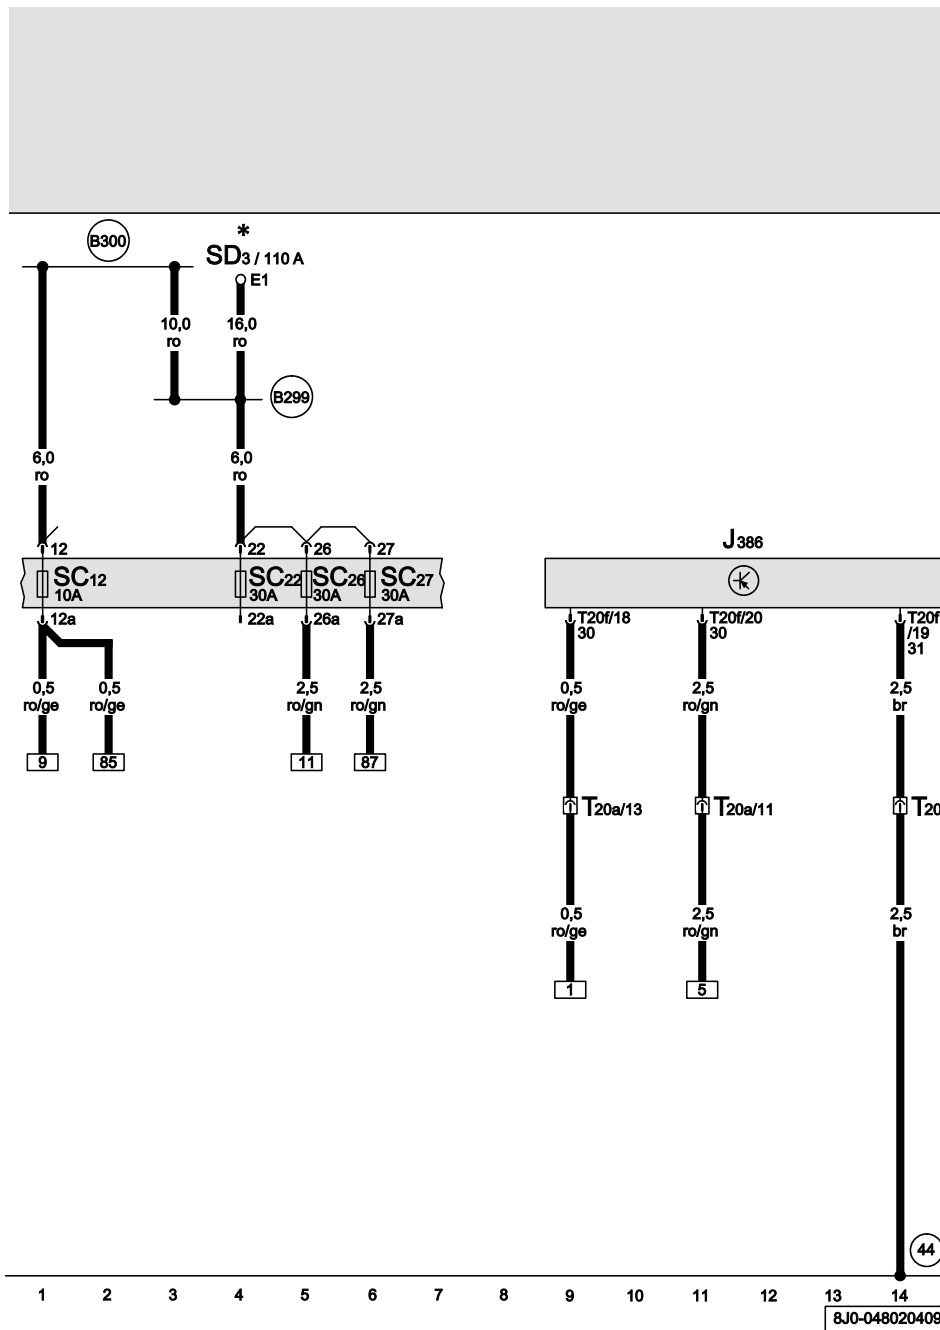 B300
*
SD3 / 110 A
E1
10,0
ro
16,0
ro
B299
6,0
ro
6,0
ro
12
22
26
27
J386
SC12
10A
SC22
30A
SC26
30A
SC27
30A
12a
22a
26a
27a
T20f/18
30
T20f/20
30
T20f
/19
31
0,5
ro/ge
0,5
ro/ge
2,5
ro/gn
2,5
ro/gn
0,5
ro/ge
2,5
ro/gn
2,5
br
9
85
11
87
T20a/13
T20a/11
T20
0,5
ro/ge
2,5
ro/gn
2,5
br
1
5
44
1 2 3 4 5 6 7 8 9 10 11 12 13 14
8J0-048020409